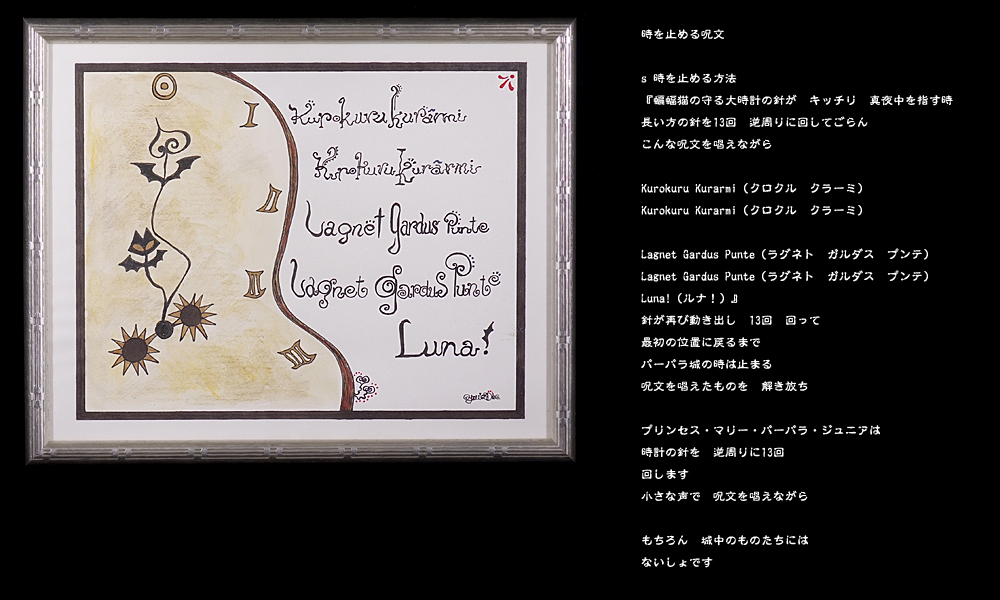 I
II
III
IIII
Kurokuru kurarmi
Kurokuru kurarmi
Lagnet Gardus Punte
Lagnet Gardus Punte
Luna!
時を止める呪文
s 時を止める方法
『蝙蝠猫の守る大時計の針が キッチリ 真夜中を指す時
長い方の針を13回 逆周りに回してごらん
こんな呪文を唱えながら
Kurokuru Kurarmi (クロクル クラーミ)
Kurokuru Kurarmi (クロクル クラーミ)
Lagnet Gardus Punte (ラグネト ガルダス プンテ)
Lagnet Gardus Punte (ラグネト ガルダス プンテ)
Luna! (ルナ!) 』
針が再び動き出し 13回 回って
最初の位置に戻るまで
バーバラ城の時は止まる
呪文を唱えたものを 解き放ち
プリンセス・マリー・バーバラ・ジュニアは
時計の針を 逆周りに13回
回します
小さな声で 呪文を唱えながら
もちろん 城中のものたちには
ないしょです